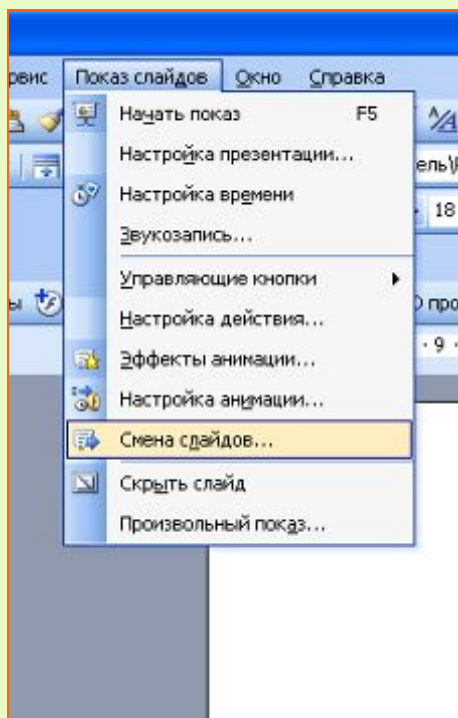 рвис Показ слайдов Окно Справка
Начать показ F5
Настройка презентации...
ель\
Настройка времени
18
Звукозапись...
Управляющие кнопки
ы
Настройка действия...
про
Эффекты анимации...
9
Настройка анимации...
Смена слайдов...
Скрыть слайд
Произвольный показ...